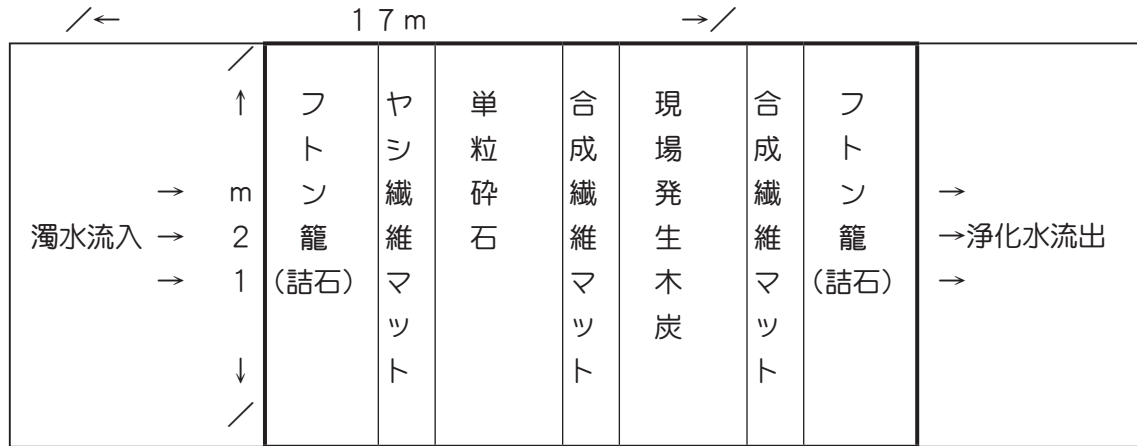 ／← 17m →／
／↑ 12m ↓／
→
濁水流入 →
→
フトン籠
（詰石）
ヤシ繊維マット
単粒砕石
合成繊維マット
現場発生木炭
合成繊維マット
フトン籠
（詰石）
→
→浄化水流出
→